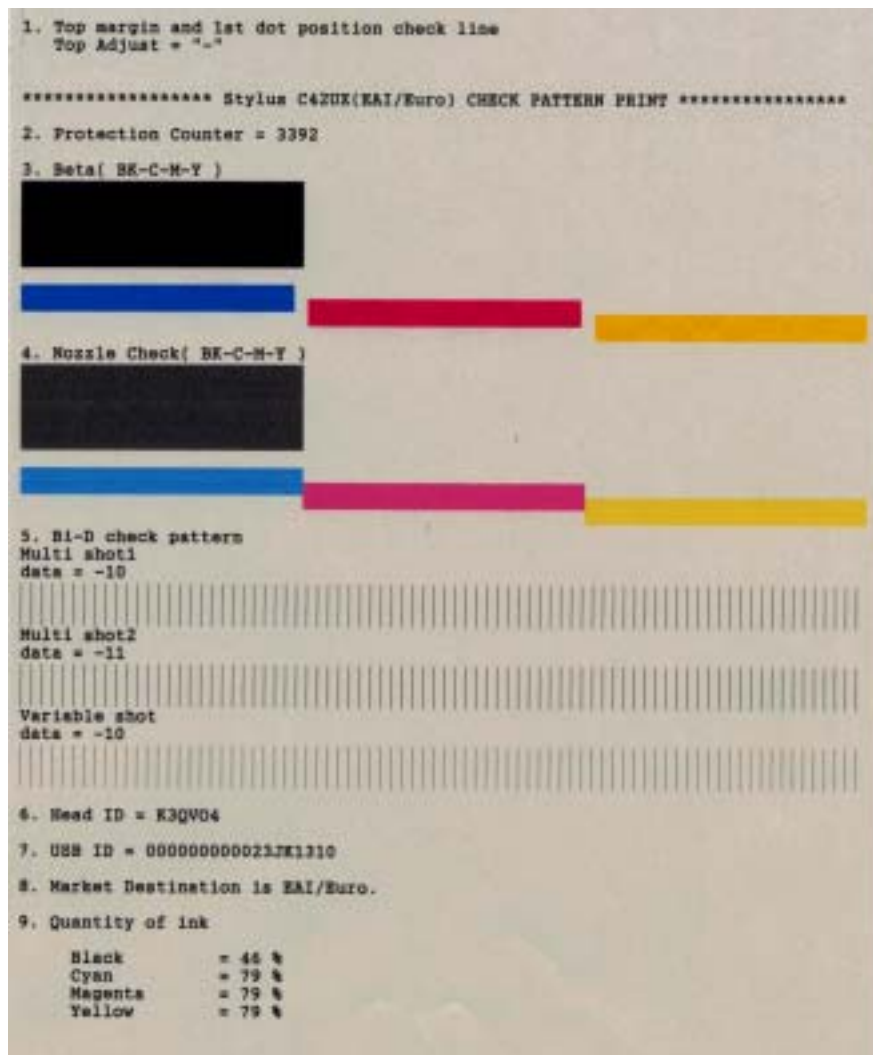 1. Top margin and 1st dot position check line
Top Adjust = "-"
****************** Stylus C42UX(EAI/Euro) CHECK PATTERN PRINT ****************
2. Protection Counter = 3392
3. Beta( BK-C-M-Y )
4. Nozzle Check( BK-C-M-Y )
5. Bi-D check pattern
Multi shot1
data = -10
Multi shot2
data = -11
Variable shot
data = -10
6. Head ID = K3QV04
7. USB ID = 000000000023JK1310
8. Market Destination is EAI/Euro.
9. Quantity of ink
Black = 46 %
Cyan = 79 %
Magenta = 79 %
Yellow = 79 %